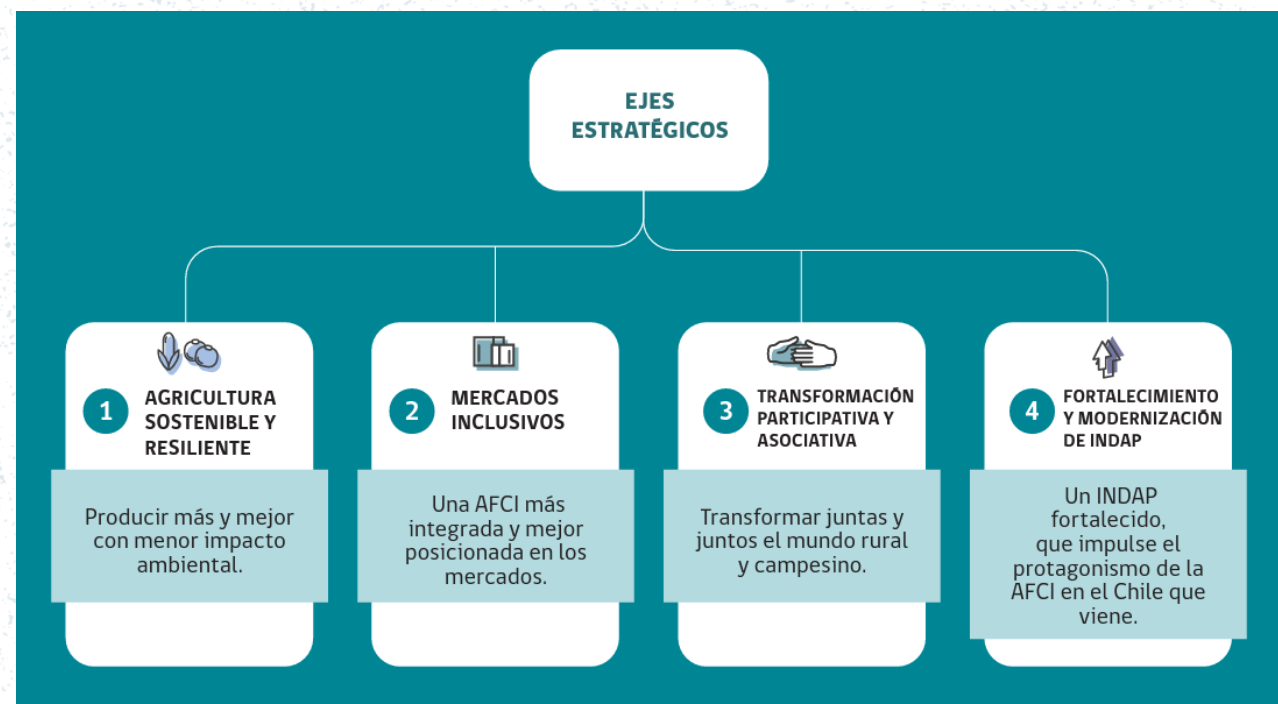 EJES
ESTRATÉGICOS
1
AGRICULTURA
SOSTENIBLE Y
RESILIENTE
Producir más y mejor
con menor impacto
ambiental.
2
MERCADOS
INCLUSIVOS
Una AFCI más
integrada y mejor
posicionada en los
mercados.
3
TRANSFORMACIÓN
PARTICIPATIVA Y
ASOCIATIVA
Transformar juntas y
juntos el mundo rural
y campesino.
4
FORTALECIMIENTO
Y MODERNIZACIÓN
DE INDAP
Un INDAP
fortalecido,
que impulse el
protagonismo de la
AFCI en el Chile que
viene.